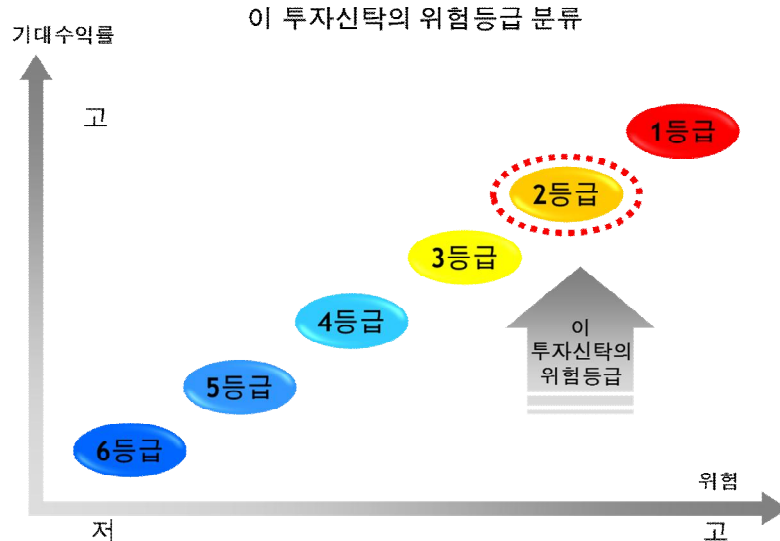 이 투자신탁의 위험등급 분류
기대수익률
고
1등급
2등급
3등급
4등급
5등급
6등급
이
투자신탁의
위험등급
위험
저
고